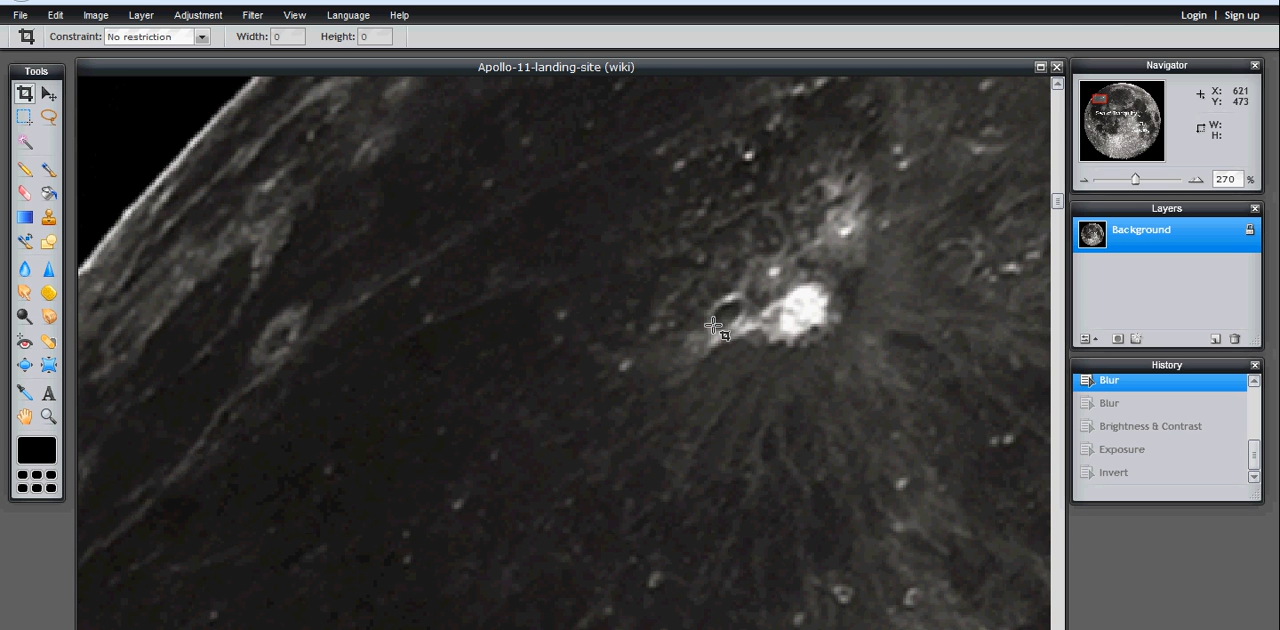 File Edit Image Layer Adjustment Filter View Language Help Login | Sign up
Constraint: No restriction Width: 0 Height: 0
Tools
Apollo-11-landing-site (wiki)
Navigator
X: 621
Y: 473
W:
H:
270 %
Layers
Background
History
Blur
Blur
Brightness & Contrast
Exposure
Invert
A